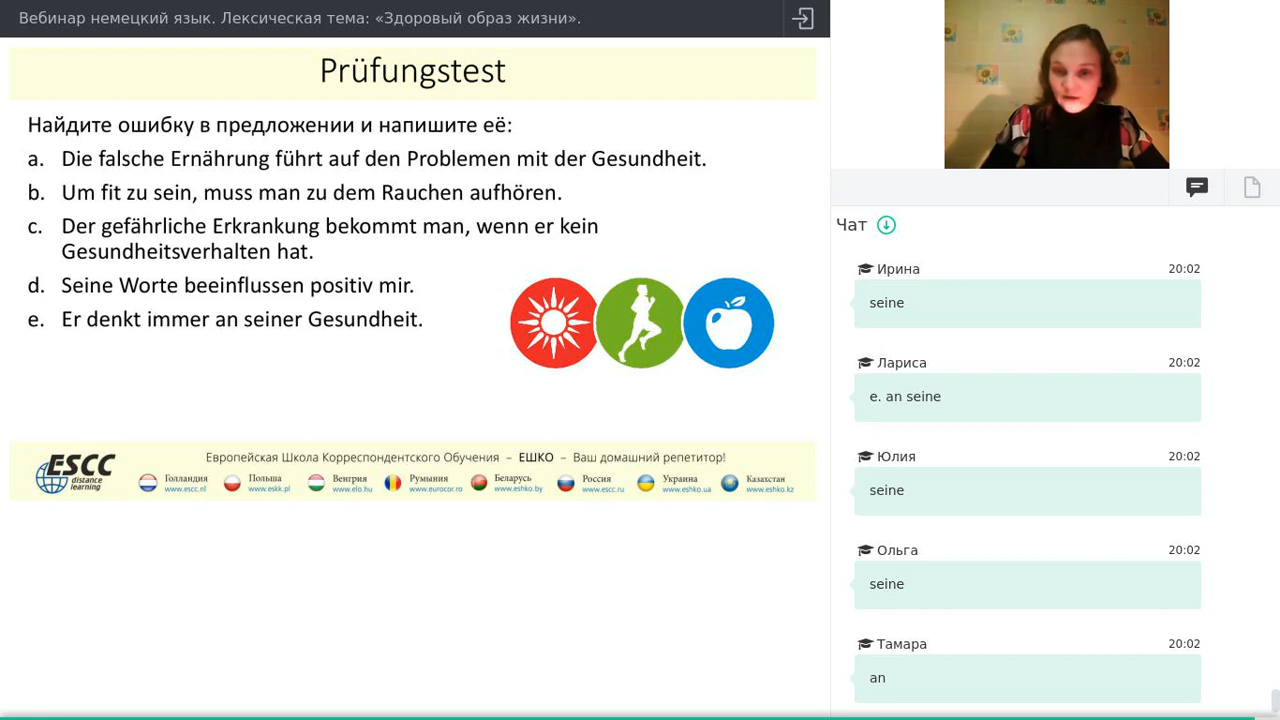 Вебинар немецкий язык. Лексическая тема: «Здоровый образ жизни».
Prüfungstest
Найдите ошибку в предложении и напишите её:
a. Die falsche Ernährung führt auf den Problemen mit der Gesundheit.
b. Um fit zu sein, muss man zu dem Rauchen aufhören.
c. Der gefährliche Erkrankung bekommt man, wenn er kein
Gesundheitsverhalten hat.
d. Seine Worte beeinflussen positiv mir.
e. Er denkt immer an seiner Gesundheit.
ESCC
distance
learning
Европейская Школа Корреспондентского Обучения – ЕШКО – Ваш домашний репетитор!
Голландия
www.escc.nl
Польша
www.eskk.pl
Венгрия
www.elo.hu
Румыния
www.eurocor.ro
Беларусь
www.eshko.by
Россия
www.escc.ru
Украина
www.eshko.ua
Казахстан
www.eshko.kz
Чат
Ирина 20:02
seine
Лариса 20:02
e. an seine
Юлия 20:02
seine
Ольга 20:02
seine
Тамара 20:02
an